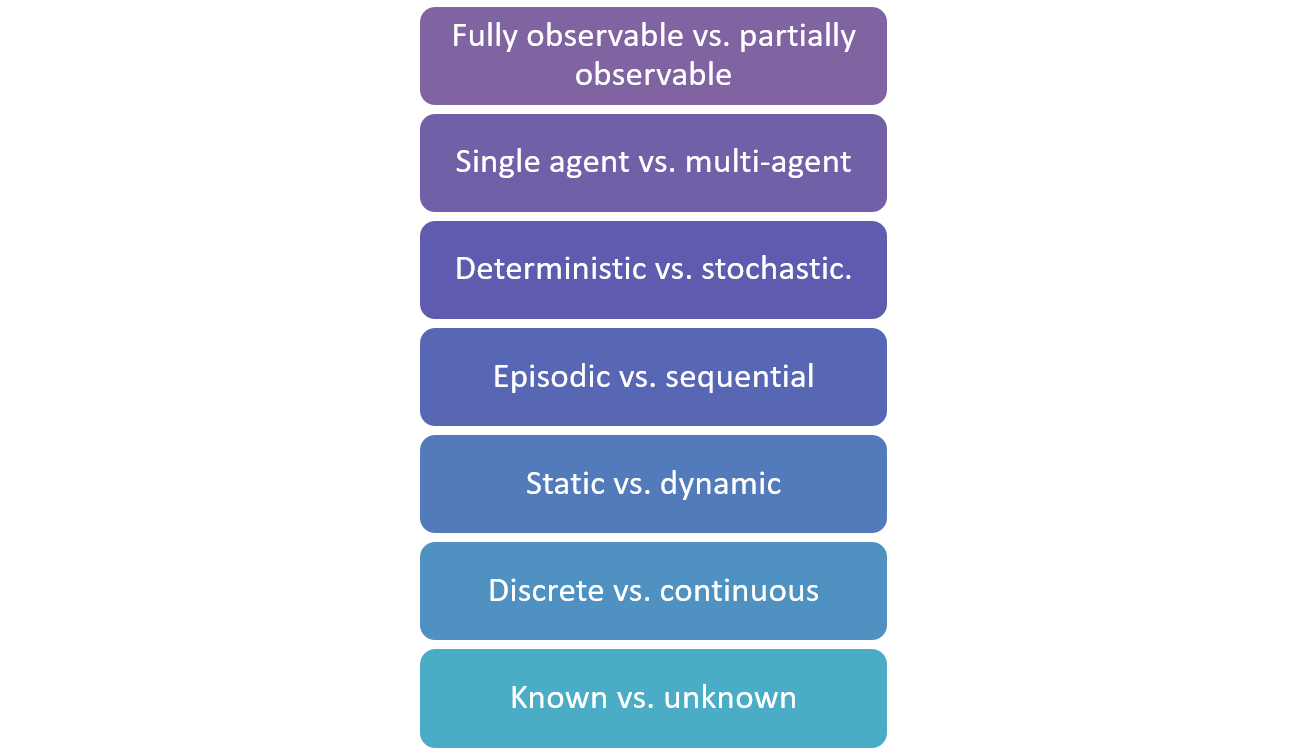 Fully observable vs. partially
observable
Single agent vs. multi-agent
Deterministic vs. stochastic.
Episodic vs. sequential
Static vs. dynamic
Discrete vs. continuous
Known vs. unknown